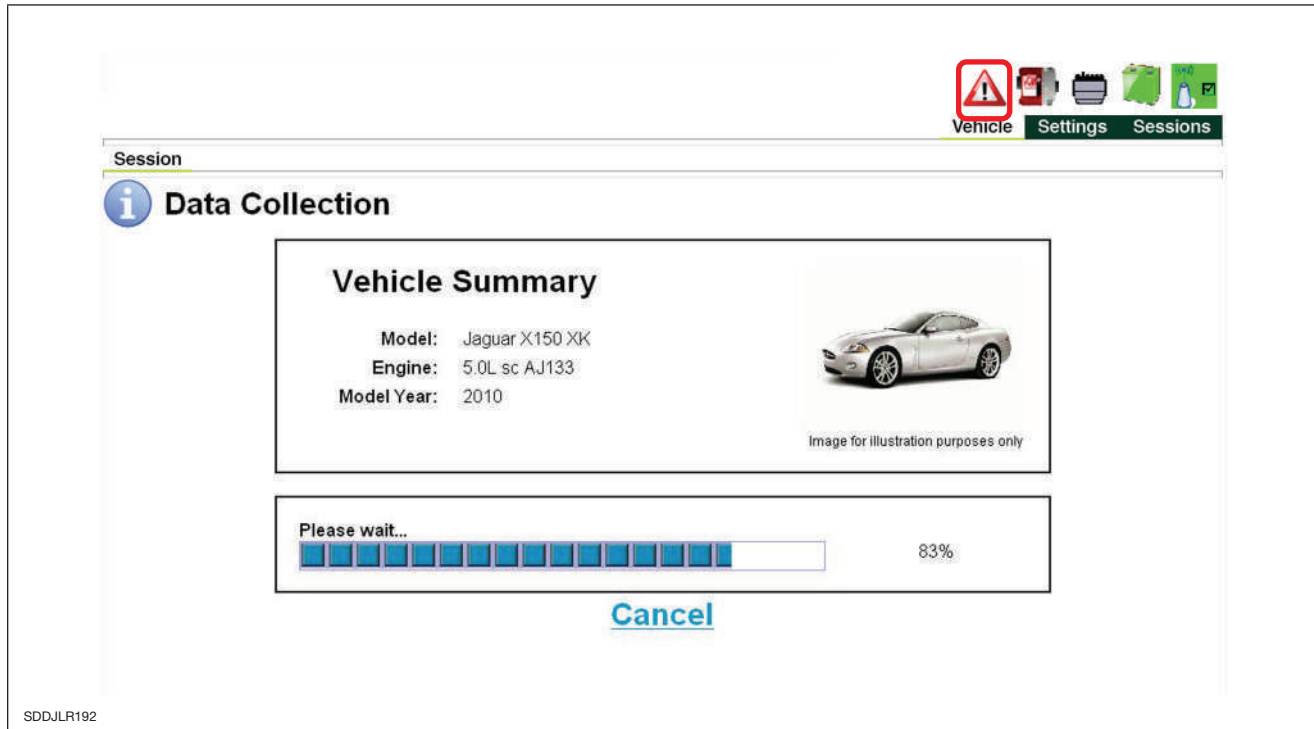 Vehicle Settings Sessions
Session
Data Collection
Vehicle Summary
Model: Jaguar X150 XK
Engine: 5.0L sc AJ133
Model Year: 2010
Image for illustration purposes only
Please wait...
83%
Cancel
SDDJLR192